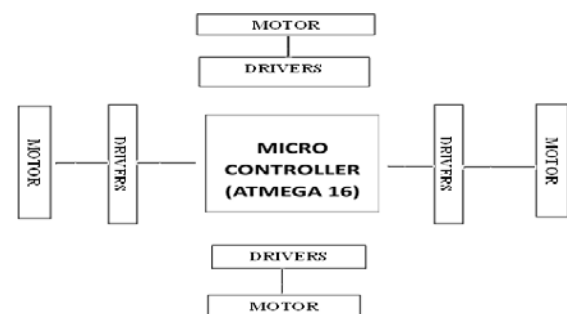 MOTOR
DRIVERS
MOTOR
DRIVERS
MICRO
CONTROLLER
(ATMEGA 16)
DRIVERS
MOTOR
DRIVERS
MOTOR